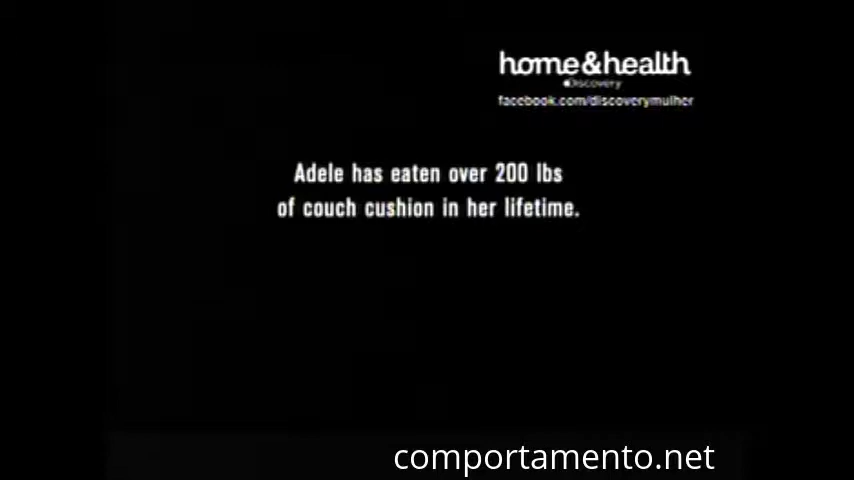 home&health
Discovery
facebook.com/discoverymulher
Adele has eaten over 200 lbs
of couch cushion in her lifetime.
comportamento.net